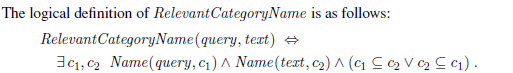 The logical definition of RelevantCategoryName is as follows:
RelevantCategoryName(query, text) ⇔
∃ c₁, c₂ Name(query, c₁) ∧ Name(text, c₂) ∧ (c₁ ⊆ c₂ ∨ c₂ ⊆ c₁) .